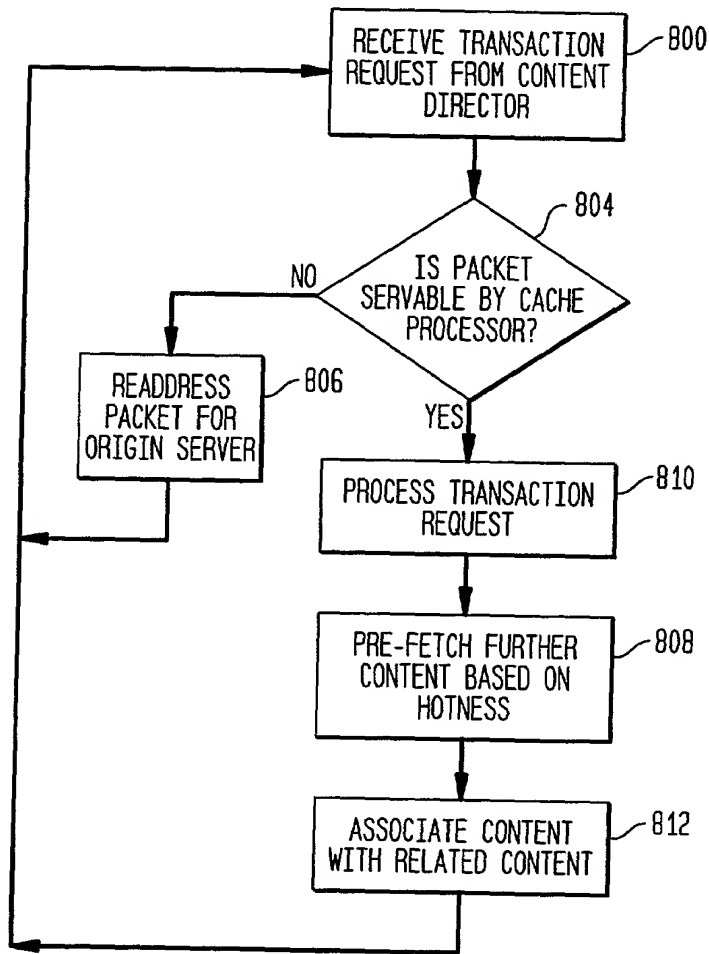 RECEIVE TRANSACTION
REQUEST FROM CONTENT
DIRECTOR
800
804
IS PACKET
SERVABLE BY CACHE
PROCESSOR?
NO
READDRESS
PACKET FOR
ORIGIN SERVER
806
YES
PROCESS TRANSACTION
REQUEST
810
PRE-FETCH FURTHER
CONTENT BASED ON
HOTNESS
808
ASSOCIATE CONTENT
WITH RELATED CONTENT
812